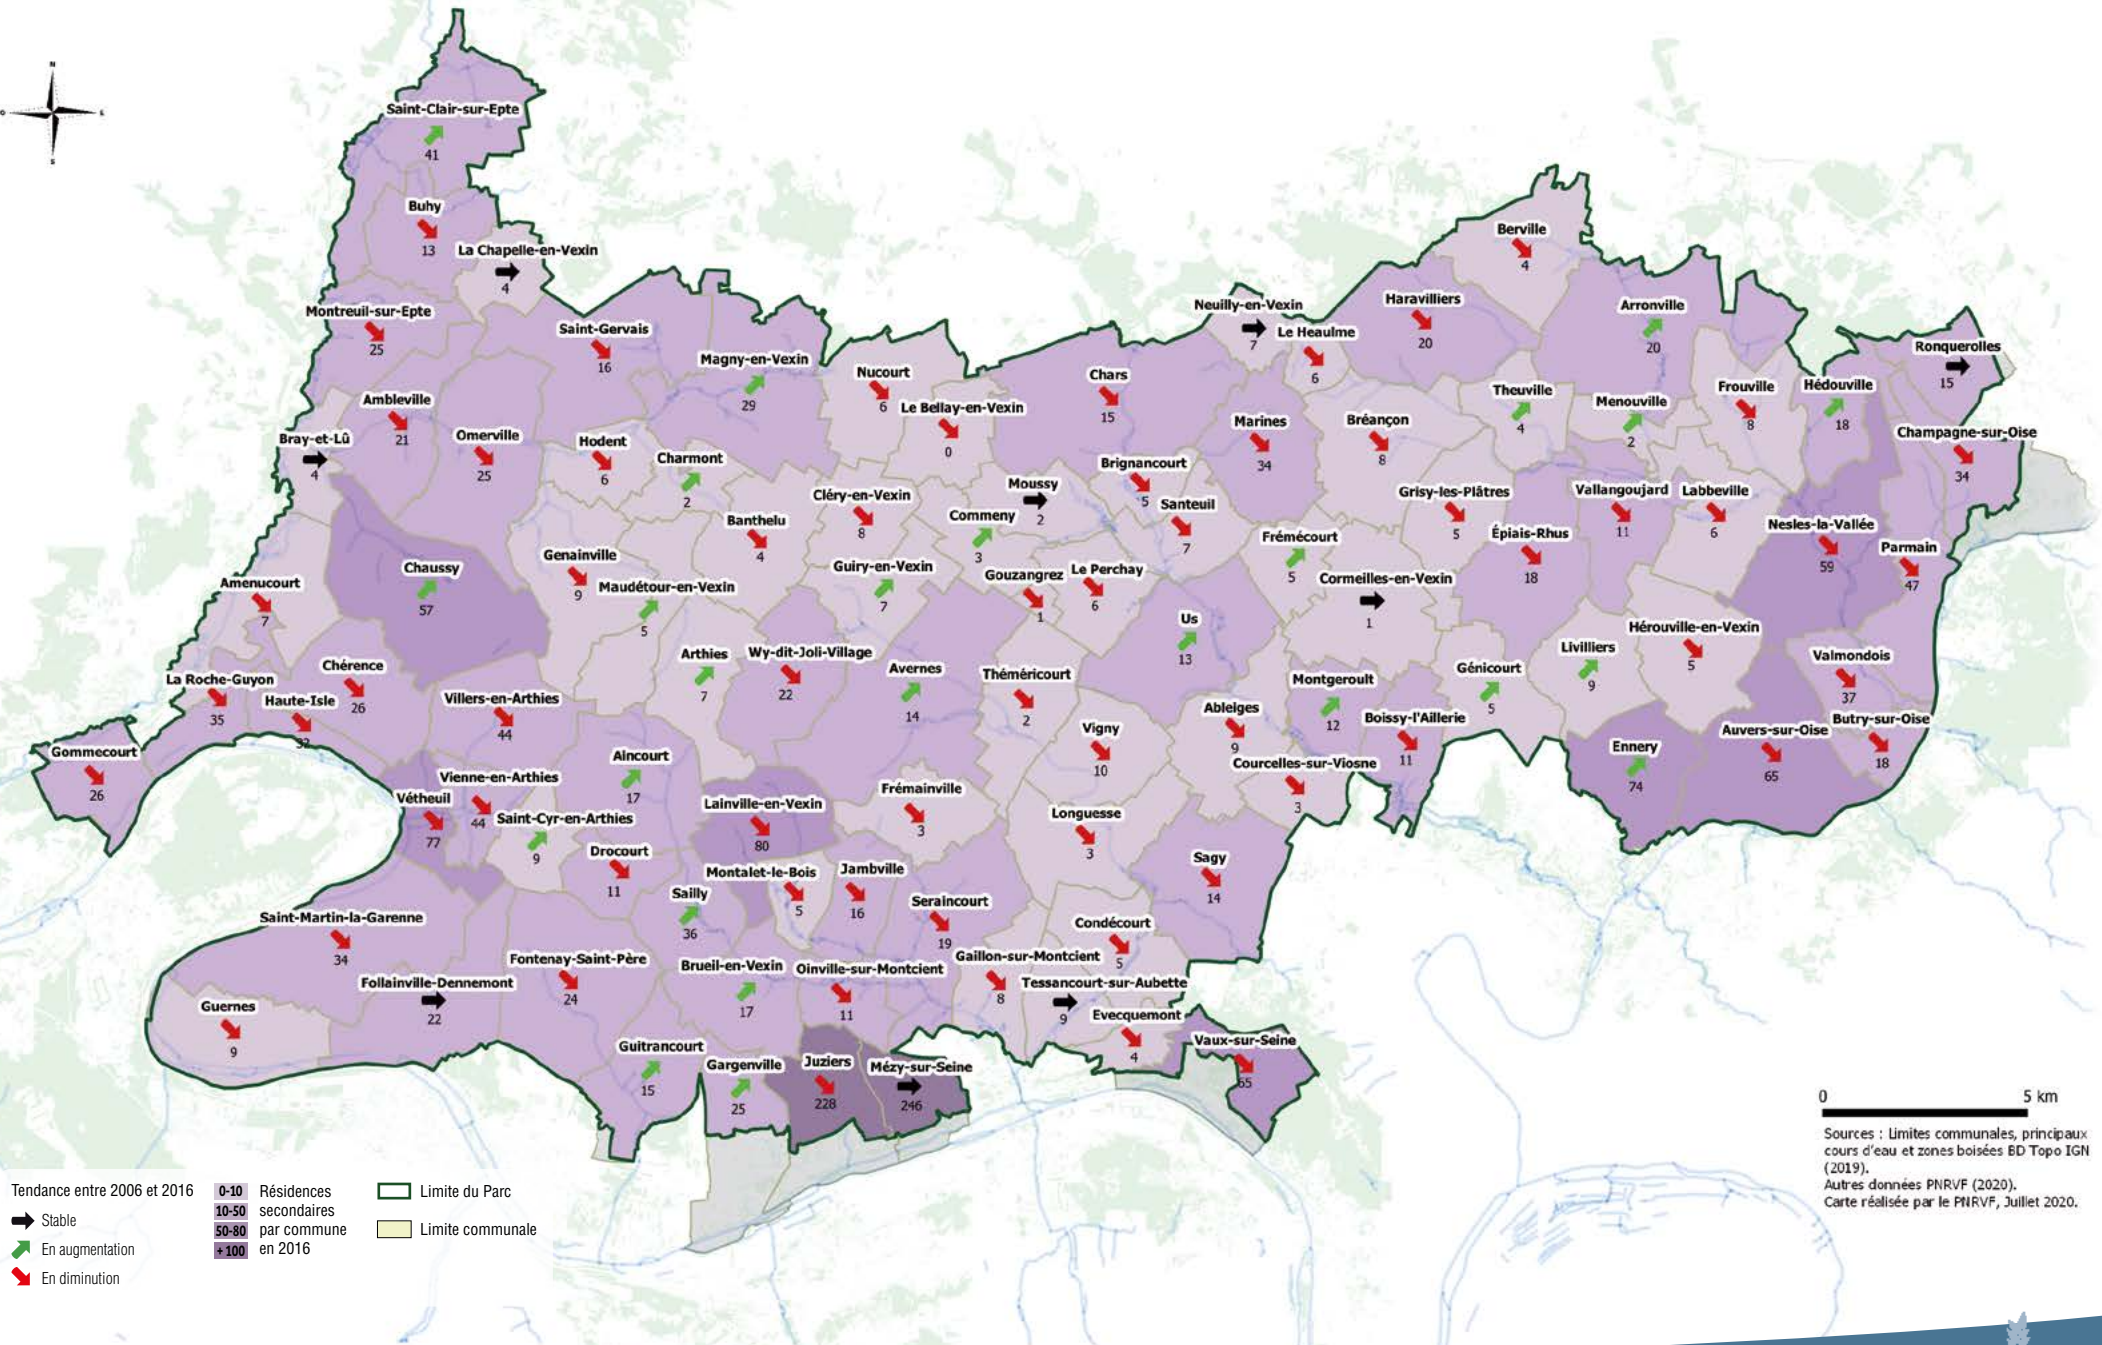 N
O
E
S
Saint-Clair-sur-Epte
41
Buhy
13
La Chapelle-en-Vexin
4
Montreuil-sur-Epte
25
Saint-Gervais
16
Magny-en-Vexin
29
Nucourt
6
Le Bellay-en-Vexin
0
Chars
15
Neuilly-en-Vexin
7
Le Heaulme
6
Haravilliers
20
Berville
4
Arronville
20
Ronquerolles
15
Ambleville
21
Bray-et-Lû
4
Omerville
25
Hodent
6
Charmont
2
Marines
34
Bréançon
8
Theuville
4
Menouville
2
Frouville
8
Hédouville
18
Champagne-sur-Oise
34
Banthelu
4
Cléry-en-Vexin
8
Commeny
3
Moussy
2
Brignancourt
5
Santeuil
7
Grisy-les-Plâtres
5
Vallangoujard
11
Labbeville
6
Nesles-la-Vallée
59
Parmain
47
Chaussy
57
Amenucourt
7
Genainville
9
Maudétour-en-Vexin
5
Guiry-en-Vexin
7
Gouzangrez
1
Le Perchay
6
Frémécourt
5
Cormeilles-en-Vexin
1
Épiais-Rhus
18
La Roche-Guyon
35
Haute-Isle
32
Chérence
26
Villers-en-Arthies
44
Arthies
7
Wy-dit-Joli-Village
22
Avernes
14
Théméricourt
2
Us
13
Montgeroult
12
Boissy-l'Aillerie
11
Génicourt
5
Livilliers
9
Hérouville-en-Vexin
5
Valmondois
37
Butry-sur-Oise
18
Auvers-sur-Oise
65
Ennery
74
Gommecourt
26
Vétheuil
77
Vienne-en-Arthies
44
Saint-Cyr-en-Arthies
9
Aincourt
17
Lainville-en-Vexin
80
Frémainville
3
Vigny
10
Ableiges
9
Courcelles-sur-Viosne
3
Longuesse
3
Sagy
14
Drocourt
11
Sailly
36
Montalet-le-Bois
5
Jambville
16
Seraincourt
19
Condécourt
5
Saint-Martin-la-Garenne
34
Follainville-Dennemont
22
Guernes
9
Fontenay-Saint-Père
24
Brueil-en-Vexin
17
Oinville-sur-Montcient
11
Gaillon-sur-Montcient
8
Tessancourt-sur-Aubette
9
Evecquemont
4
Vaux-sur-Seine
65
Guitrancourt
15
Gargenville
25
Juziers
228
Mézy-sur-Seine
246
0 5 km
Sources : Limites communales, principaux
cours d'eau et zones boisées BD Topo IGN
(2019).
Autres données PNRVF (2020).
Carte réalisée par le PNRVF, Juillet 2020.
Tendance entre 2006 et 2016
Stable
En augmentation
En diminution
0-10 Résidences
10-50 secondaires
50-80 par commune
+ 100 en 2016
Limite du Parc
Limite communale